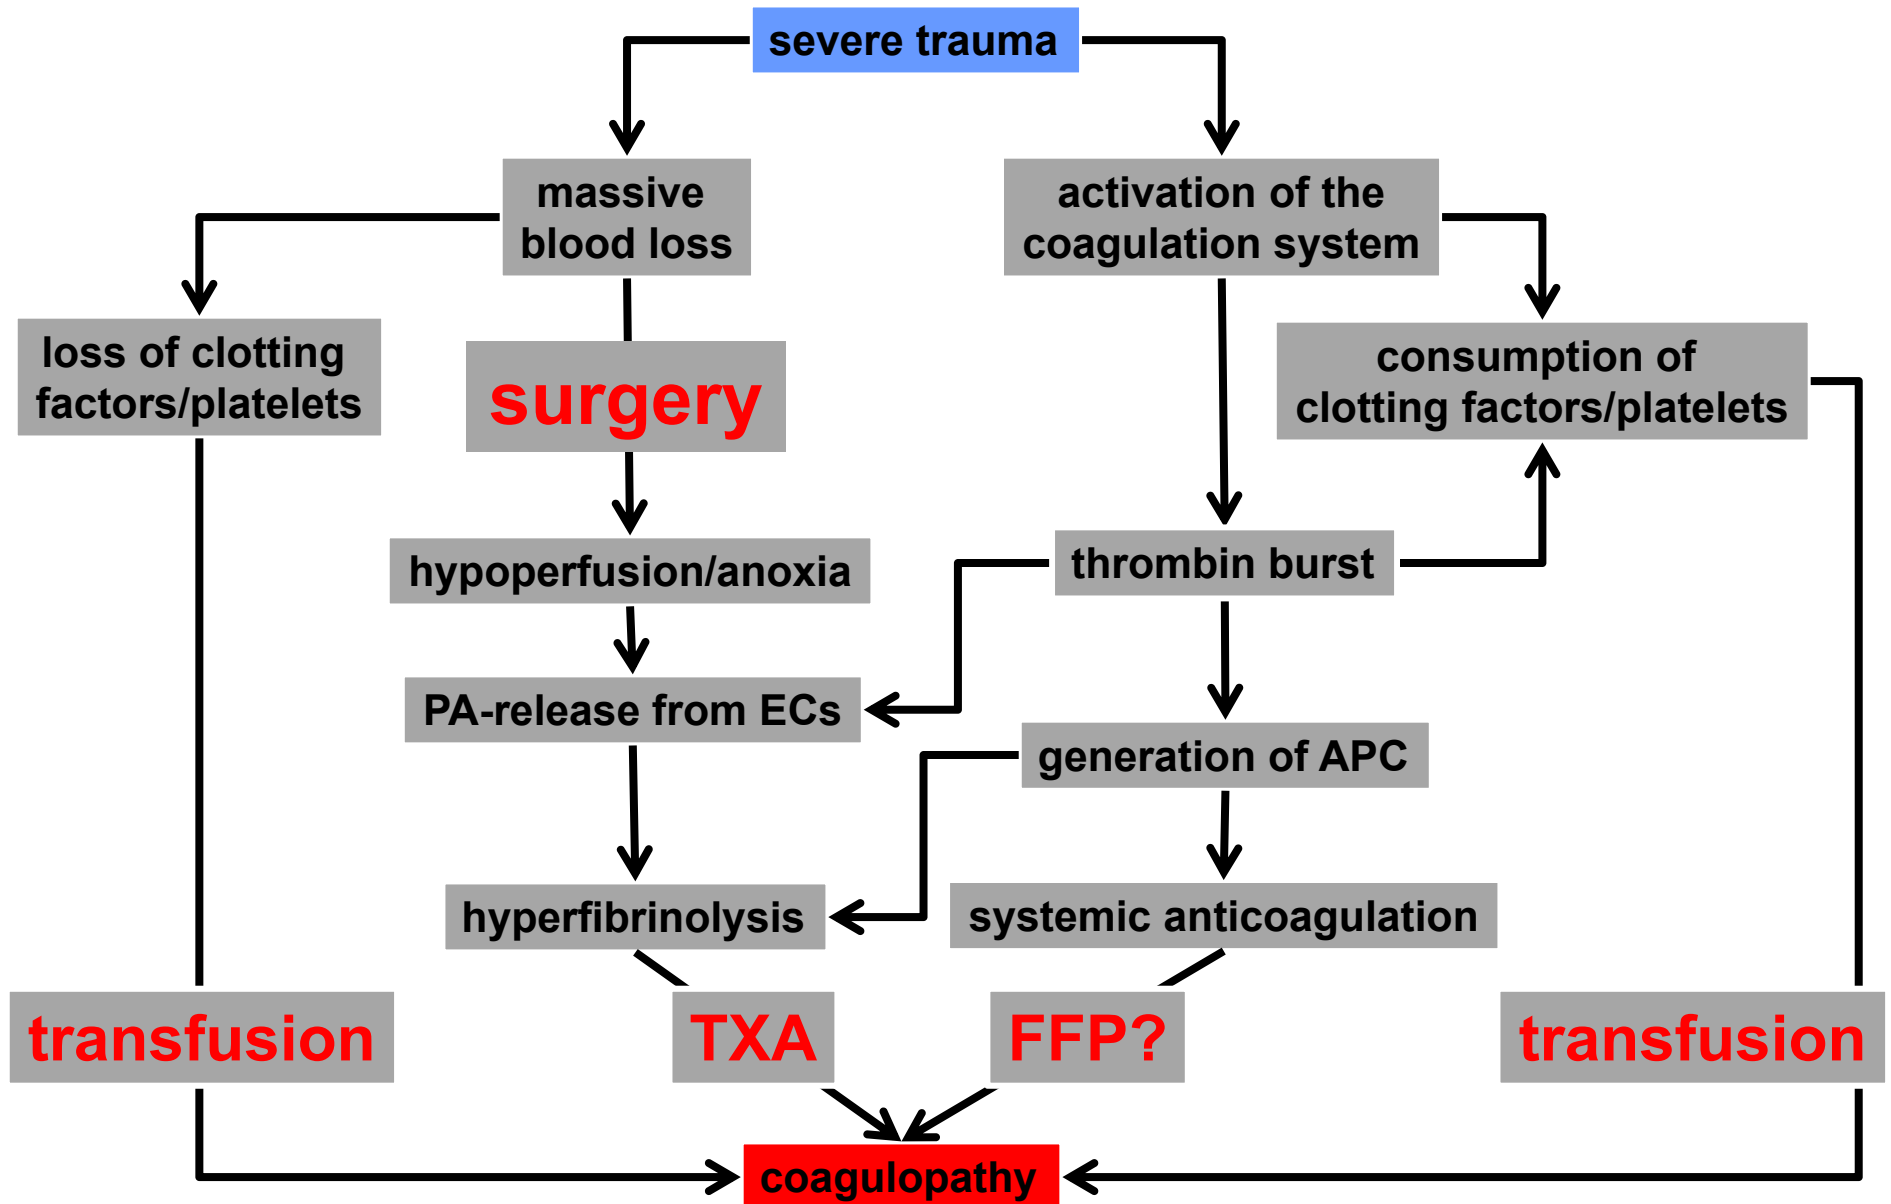 severe trauma
massive
blood loss
activation of the
coagulation system
loss of clotting
factors/platelets
surgery
consumption of
clotting factors/platelets
hypoperfusion/anoxia
thrombin burst
PA-release from ECs
generation of APC
hyperfibrinolysis
systemic anticoagulation
transfusion
TXA
FFP?
transfusion
coagulopathy